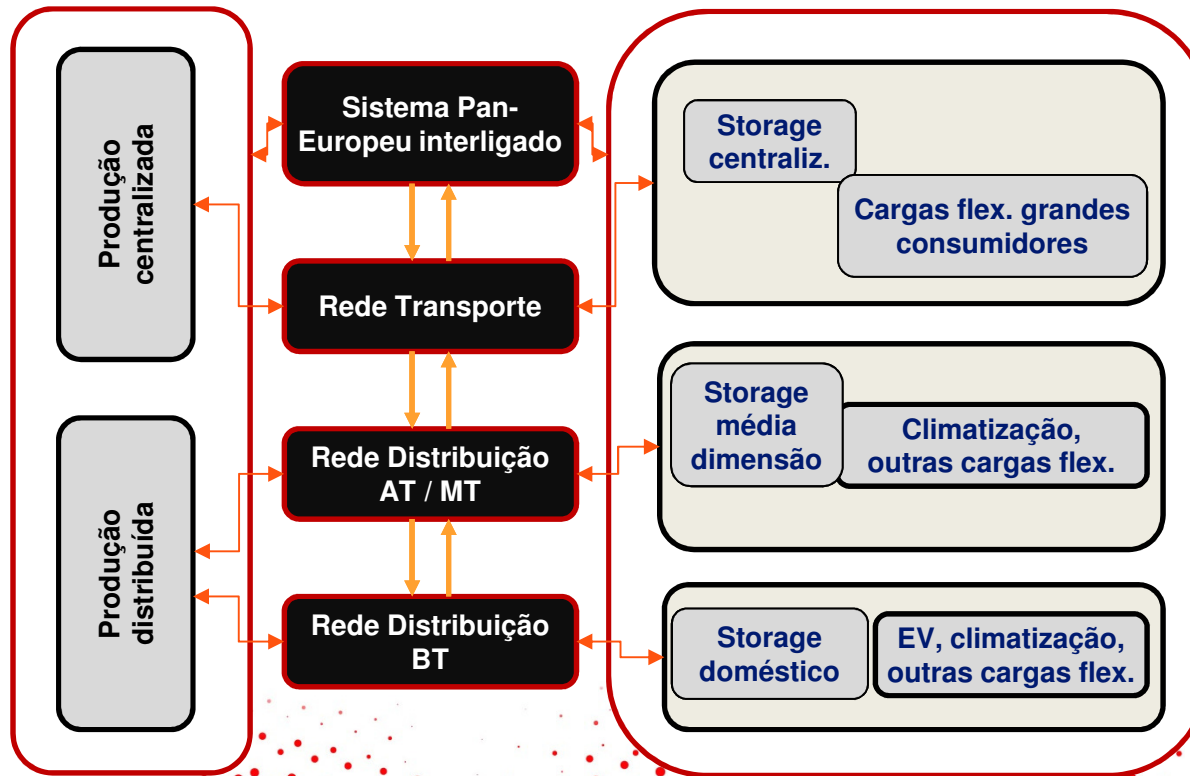 Produção
centralizada
Produção
distribuída
Sistema Pan-
Europeu interligado
Rede Transporte
Rede Distribuição
AT / MT
Rede Distribuição
BT
Storage
centraliz.
Cargas flex. grandes
consumidores
Storage
média
dimensão
Climatização,
outras cargas flex.
Storage
doméstico
EV, climatização,
outras cargas flex.